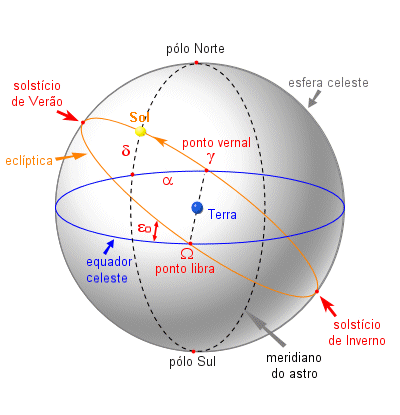 pólo Norte
esfera celeste
solstício
de Verão
Sol
δ
ponto vernal
γ
eclíptica
α
Terra
ε0
Ω
ponto libra
equador
celeste
solstício
de Inverno
meridiano
do astro
pólo Sul